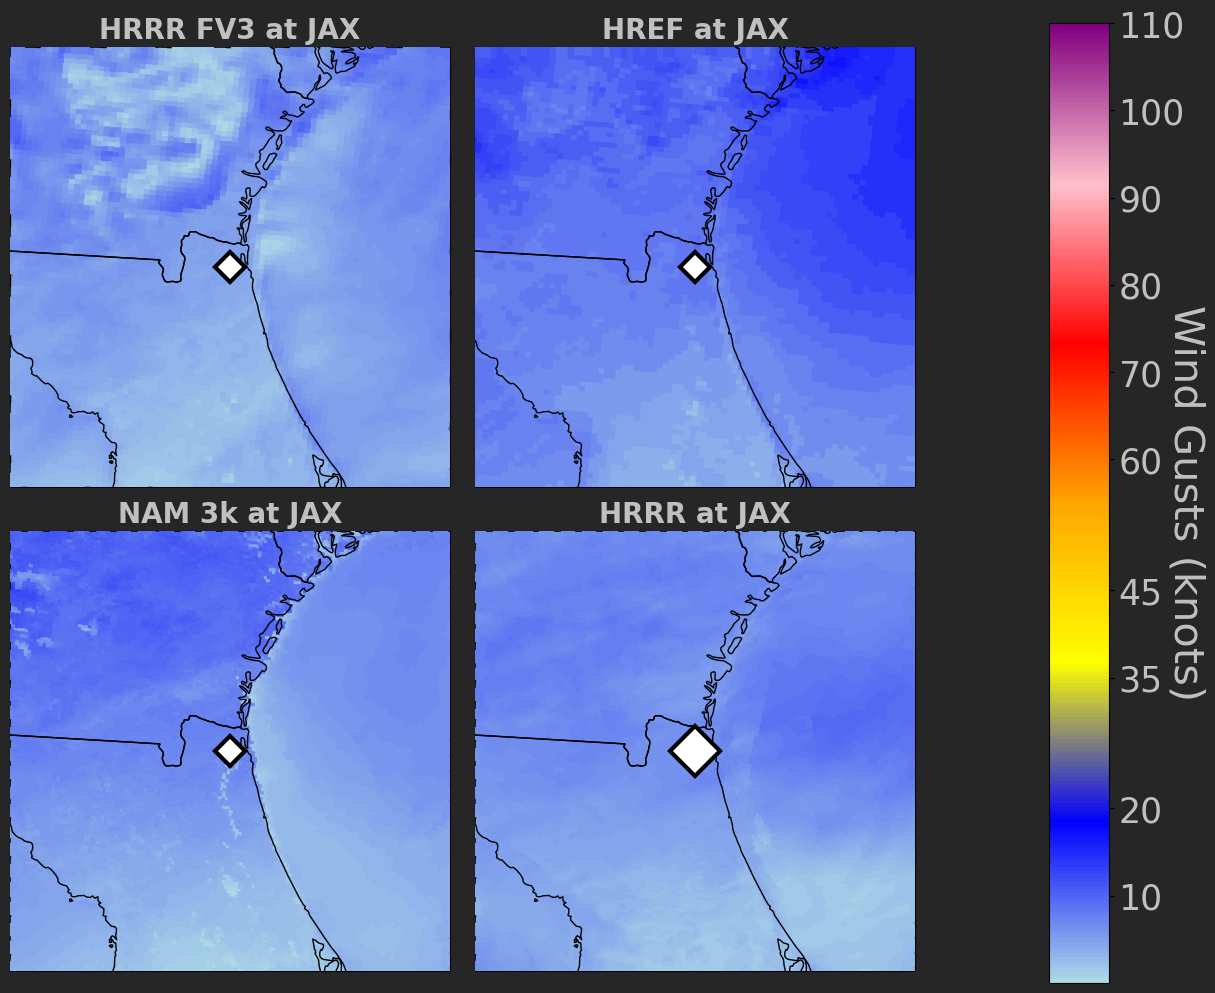 HRRR FV3 at JAX
HREF at JAX
NAM 3k at JAX
HRRR at JAX
110
100
90
80
70
60
45
35
20
10
Wind Gusts (knots)